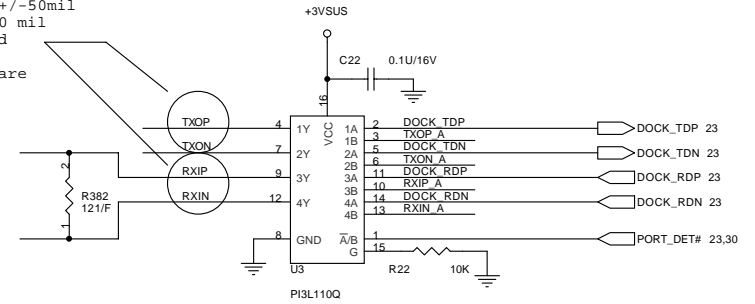 +/-50mil
0 mil
d
are
+3VSUS
C22 0.1U/16V
16
VCC
TXOP 4 1Y 1A 2 DOCK_TDP DOCK_TDP 23
1B 3 TXOP_A
TXON 7 2Y 2A 5 DOCK_TDN DOCK_TDN 23
2B 6 TXON_A
RXIP 9 3Y 3A 11 DOCK_RDP DOCK_RDP 23
3B 10 RXIP_A
RXIN 12 4Y 4A 14 DOCK_RDN DOCK_RDN 23
4B 13 RXIN_A
2
R382
121/F
1
8 GND A/B 1 PORT_DET# 23,30
G 15
U3 R22 10K
PI3L110Q